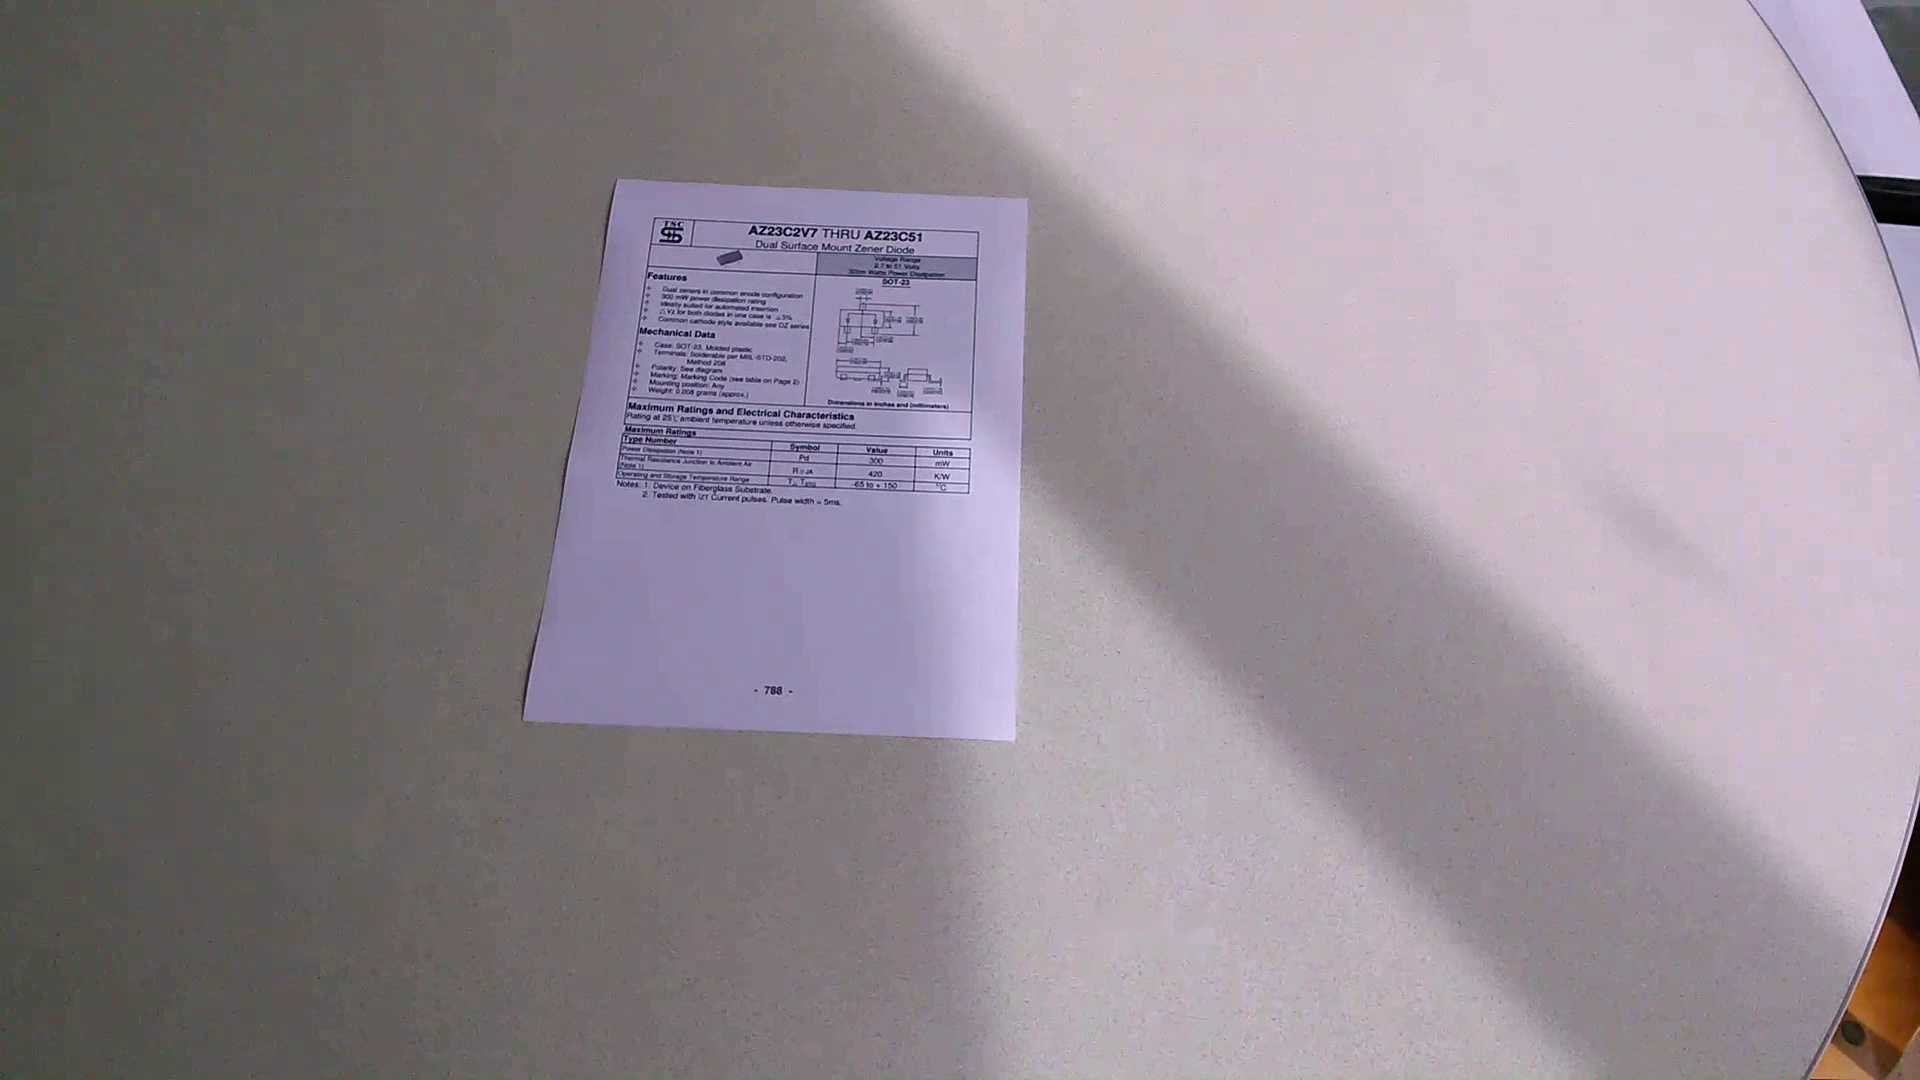 TSC
AZ23C2V7 THRU AZ23C51
Dual Surface Mount Zener Diode
Voltage Range
2.7 to 51 Volts
300m Watts Power Dissipation
SOT-23
Features
Dual zeners in common anode configuration
300 mW power dissipation rating
Ideally suited for automated insertion
△Vz for both diodes in one case is ≤5%
Common cathode style available see DZ series
Mechanical Data
Case: SOT-23, Molded plastic
Terminals: Solderable per MIL-STD-202,
Method 208
Polarity: See diagram
Marking: Marking Code (see table on Page 2)
Mounting position: Any
Weight: 0.008 grams (approx.)
Dimensions in inches and (millimeters)
Maximum Ratings and Electrical Characteristics
Rating at 25℃ ambient temperature unless otherwise specified.
Maximum Ratings
Type Number Symbol Value Units
Power Dissipation (Note 1) Pd 300 mW
Thermal Resistance Junction to Ambient Air
(Note 1) RθJA 420 K/W
Operating and Storage Temperature Range TJ, TSTG -65 to + 150 °C
Notes: 1. Device on Fiberglass Substrate.
2. Tested with IZT Current pulses. Pulse width = 5ms.
- 788 -